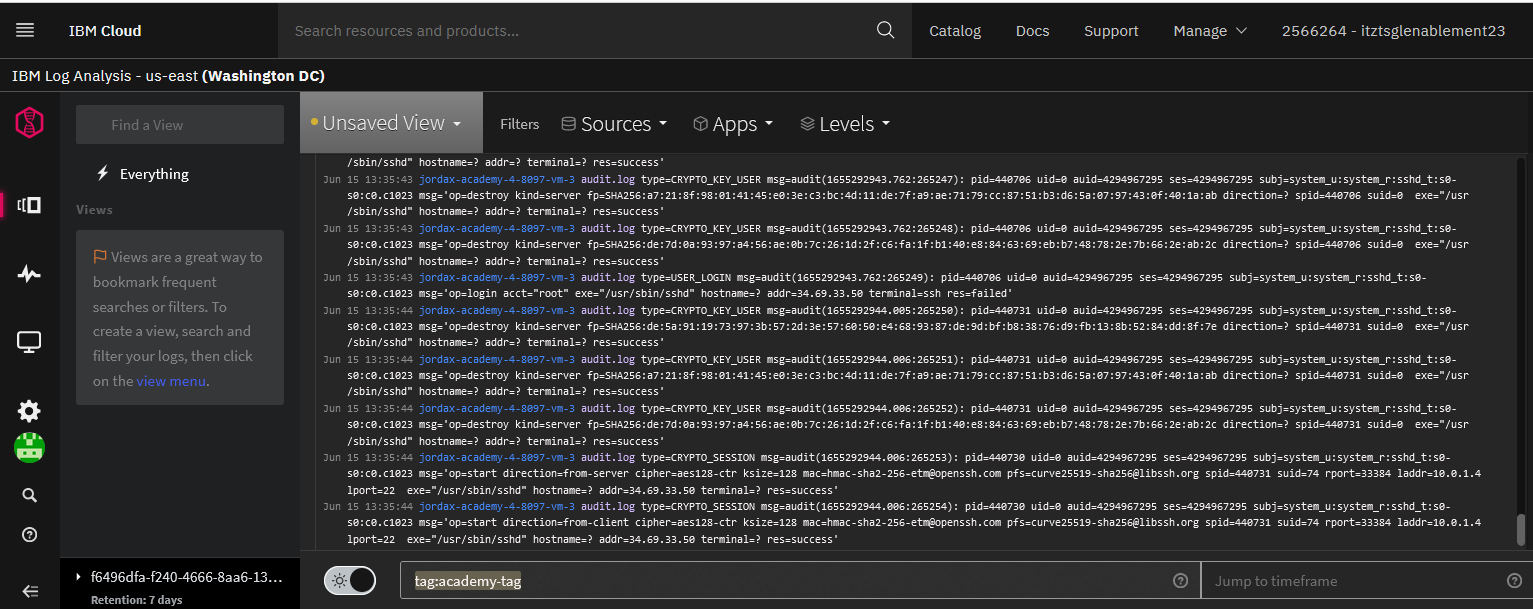 IBM Cloud
Search resources and products...
Catalog
Docs
Support
Manage
2566264 - itztsglenablement23
IBM Log Analysis - us-east (Washington DC)
Find a View
Everything
Views
Views are a great way to
bookmark frequent
searches or filters. To
create a view, search and
filter your logs, then click
on the view menu.
f6496dfa-f240-4666-8aa6-13...
Retention: 7 days
Unsaved View
Filters
Sources
Apps
Levels
/sbin/sshd" hostname=? addr=? terminal=? res=success'
Jun 15 13:35:43 jordax-academy-4-8097-vm-3 audit.log type=CRYPTO_KEY_USER msg=audit(1655292943.762:265247): pid=440706 uid=0 auid=4294967295 ses=4294967295 subj=system_u:system_r:sshd_t:s0-
s0:c0.c1023 msg='op=destroy kind=server fp=SHA256:a7:21:8f:98:01:41:45:e0:3e:c3:bc:4d:11:de:7f:a9:ae:71:79:cc:87:51:b3:d6:5a:07:97:43:0f:40:1a:ab direction=? spid=440706 suid=0  exe="/usr
/sbin/sshd" hostname=? addr=? terminal=? res=success'
Jun 15 13:35:43 jordax-academy-4-8097-vm-3 audit.log type=CRYPTO_KEY_USER msg=audit(1655292943.762:265248): pid=440706 uid=0 auid=4294967295 ses=4294967295 subj=system_u:system_r:sshd_t:s0-
s0:c0.c1023 msg='op=destroy kind=server fp=SHA256:de:7d:0a:93:97:a4:56:ae:0b:7c:26:1d:2f:c6:fa:1f:b1:40:e8:84:63:69:eb:b7:48:78:2e:7b:66:2e:ab:2c direction=? spid=440706 suid=0  exe="/usr
/sbin/sshd" hostname=? addr=? terminal=? res=success'
Jun 15 13:35:43 jordax-academy-4-8097-vm-3 audit.log type=USER_LOGIN msg=audit(1655292943.762:265249): pid=440706 uid=0 auid=4294967295 ses=4294967295 subj=system_u:system_r:sshd_t:s0-
s0:c0.c1023 msg='op=login acct="root" exe="/usr/sbin/sshd" hostname=? addr=34.69.33.50 terminal=ssh res=failed'
Jun 15 13:35:44 jordax-academy-4-8097-vm-3 audit.log type=CRYPTO_KEY_USER msg=audit(1655292944.005:265250): pid=440731 uid=0 auid=4294967295 ses=4294967295 subj=system_u:system_r:sshd_t:s0-
s0:c0.c1023 msg='op=destroy kind=server fp=SHA256:de:5a:91:19:73:97:3b:57:2d:3e:57:60:50:e4:68:93:87:de:9d:bf:b8:38:76:d9:fb:13:8b:52:84:dd:8f:7e direction=? spid=440731 suid=0  exe="/usr
/sbin/sshd" hostname=? addr=? terminal=? res=success'
Jun 15 13:35:44 jordax-academy-4-8097-vm-3 audit.log type=CRYPTO_KEY_USER msg=audit(1655292944.006:265251): pid=440731 uid=0 auid=4294967295 ses=4294967295 subj=system_u:system_r:sshd_t:s0-
s0:c0.c1023 msg='op=destroy kind=server fp=SHA256:a7:21:8f:98:01:41:45:e0:3e:c3:bc:4d:11:de:7f:a9:ae:71:79:cc:87:51:b3:d6:5a:07:97:43:0f:40:1a:ab direction=? spid=440731 suid=0  exe="/usr
/sbin/sshd" hostname=? addr=? terminal=? res=success'
Jun 15 13:35:44 jordax-academy-4-8097-vm-3 audit.log type=CRYPTO_KEY_USER msg=audit(1655292944.006:265252): pid=440731 uid=0 auid=4294967295 ses=4294967295 subj=system_u:system_r:sshd_t:s0-
s0:c0.c1023 msg='op=destroy kind=server fp=SHA256:de:7d:0a:93:97:a4:56:ae:0b:7c:26:1d:2f:c6:fa:1f:b1:40:e8:84:63:69:eb:b7:48:78:2e:7b:66:2e:ab:2c direction=? spid=440731 suid=0  exe="/usr
/sbin/sshd" hostname=? addr=? terminal=? res=success'
Jun 15 13:35:44 jordax-academy-4-8097-vm-3 audit.log type=CRYPTO_SESSION msg=audit(1655292944.006:265253): pid=440730 uid=0 auid=4294967295 ses=4294967295 subj=system_u:system_r:sshd_t:s0-
s0:c0.c1023 msg='op=start direction=from-server cipher=aes128-ctr ksize=128 mac=hmac-sha2-256-etm@openssh.com pfs=curve25519-sha256@libssh.org spid=440731 suid=74 rport=33384 laddr=10.0.1.4
lport=22  exe="/usr/sbin/sshd" hostname=? addr=34.69.33.50 terminal=? res=success'
Jun 15 13:35:44 jordax-academy-4-8097-vm-3 audit.log type=CRYPTO_SESSION msg=audit(1655292944.006:265254): pid=440730 uid=0 auid=4294967295 ses=4294967295 subj=system_u:system_r:sshd_t:s0-
s0:c0.c1023 msg='op=start direction=from-client cipher=aes128-ctr ksize=128 mac=hmac-sha2-256-etm@openssh.com pfs=curve25519-sha256@libssh.org spid=440731 suid=74 rport=33384 laddr=10.0.1.4
lport=22  exe="/usr/sbin/sshd" hostname=? addr=34.69.33.50 terminal=? res=success'
tag:academy-tag
Jump to timeframe